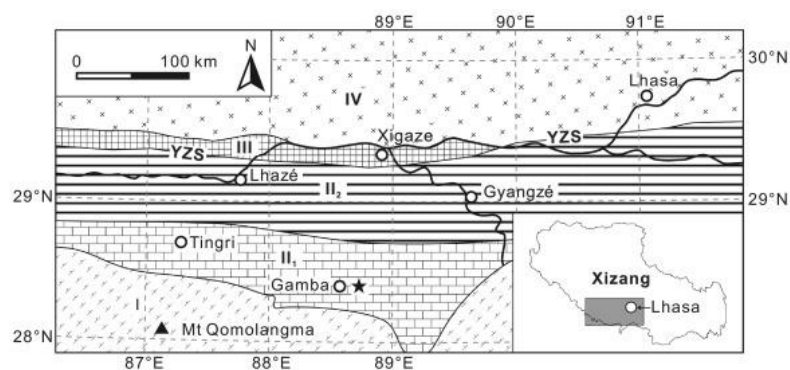 89°E 90°E 91°E
N
0 100 km
30°N
Lhasa
IV
Xigaze
YZS
III
YZS
Lhazé
II₂
Gyangzé
29°N
29°N
Tingri
II₁
Gamba
Xizang
Lhasa
I
Mt Qomolangma
28°N
87°E 88°E 89°E